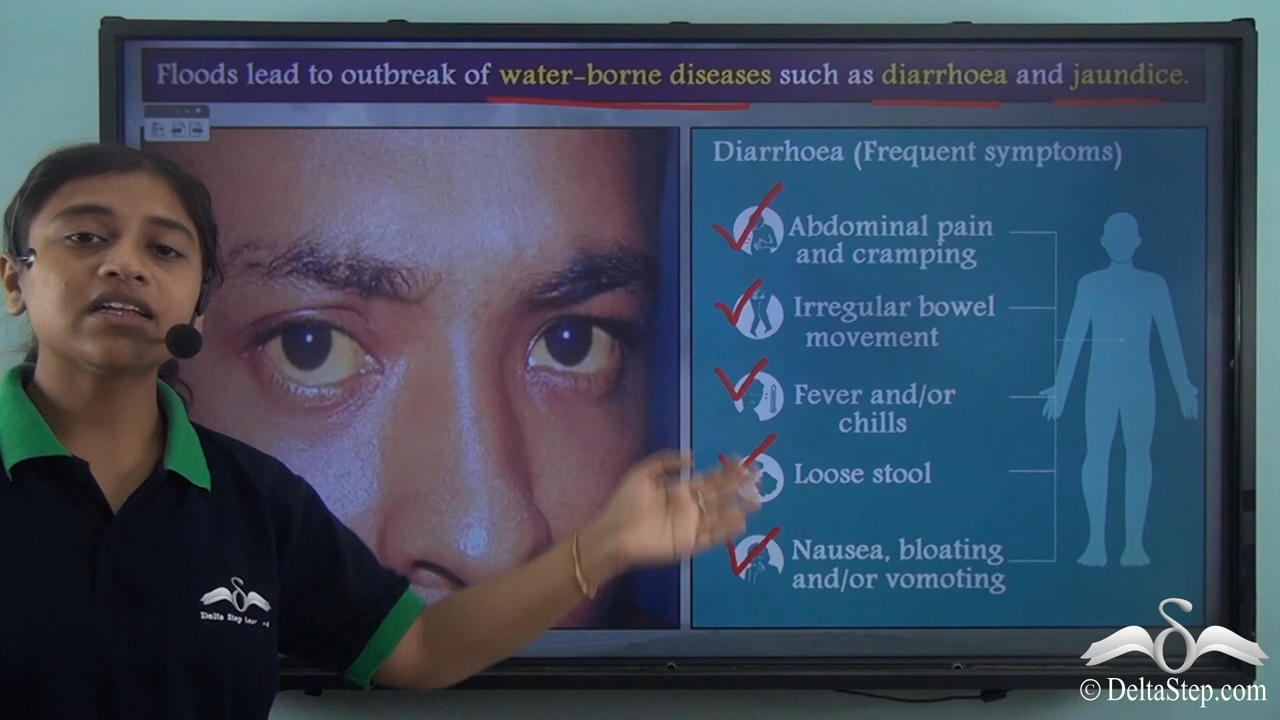 Floods lead to outbreak of water-borne diseases such as diarrhoea and jaundice.
Diarrhoea (Frequent symptoms)
Abdominal pain
and cramping
Irregular bowel
movement
Fever and/or
chills
Loose stool
Nausea, bloating
and/or vomoting
Delta Step
© DeltaStep.com